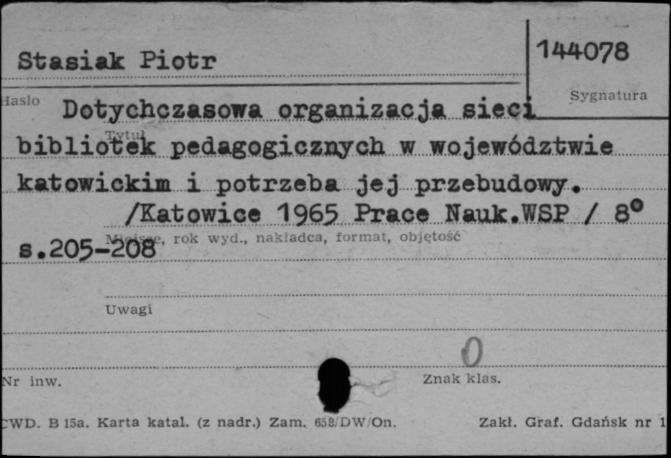 Stasiak Piotr
144078
Hasło
Sygnatura
Dotychczasowa organizacja sieci
Tytuł
bibliotek pedagogicznych w województwie
katowickim i potrzeba jej przebudowy.
/Katowice 1965 Prace Nauk.WSP / 8°
Miejsce, rok wyd., nakładca, format, objętość
s.205-208
Uwagi
0
Nr inw.
Znak klas.
CWD. B 15a. Karta katal. (z nadr.) Zam. 658/DW/On.
Zakł. Graf. Gdańsk nr 1